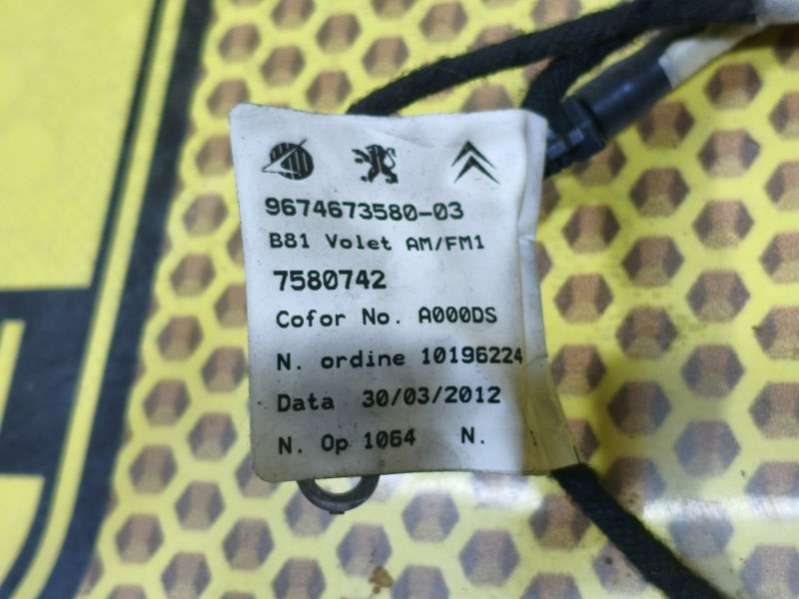 9674673580-03
B81 Volet AM/FM1
7580742
Cofor No. A000DS
N. ordine 10196224
Data 30/03/2012
N. Op 1064 N.